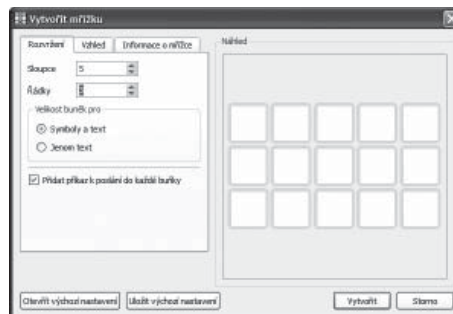 Vytvořit mřížku
Rozvržení Vzhled Informace o mřížce
Náhled
Sloupce 5
Řádky
Velikost buněk pro
Symboly a text
Jenom text
Přidat příkaz k poslání do každé buňky
Otevřít výchozí nastavení Uložit výchozí nastavení Vytvořit Storno